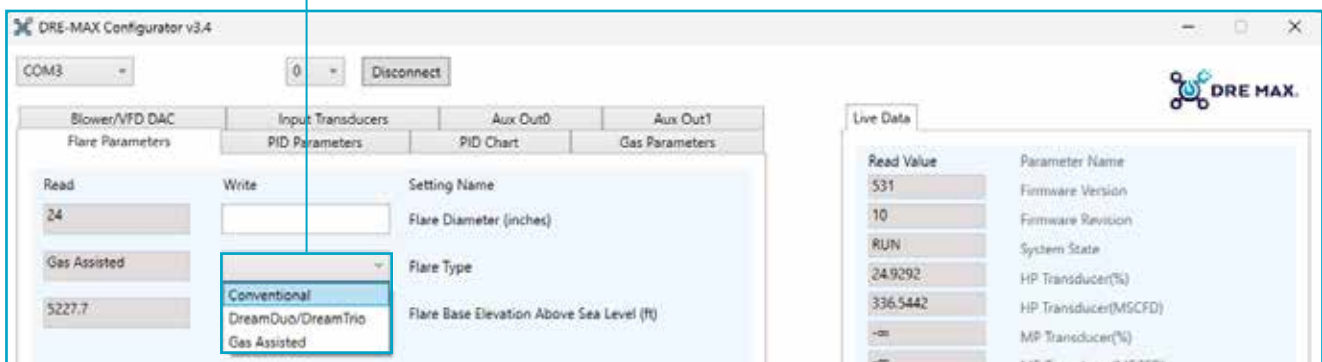 DRE-MAX Configurator v3.4
COM3 0 Disconnect
DRE MAX.
Blower/VFD DAC Input Transducers Aux Out0 Aux Out1
Flare Parameters PID Parameters PID Chart Gas Parameters
Read Write Setting Name
24 Flare Diameter (inches)
Gas Assisted Flare Type
Conventional
DreamDuo/DreamTrio
Gas Assisted
5227.7 Flare Base Elevation Above Sea Level (ft)
Live Data
Read Value Parameter Name
531 Firmware Version
10 Firmware Revision
RUN System State
24.9292 HP Transducer(%)
336.5442 HP Transducer(MSCFD)
-∞ MP Transducer(%)